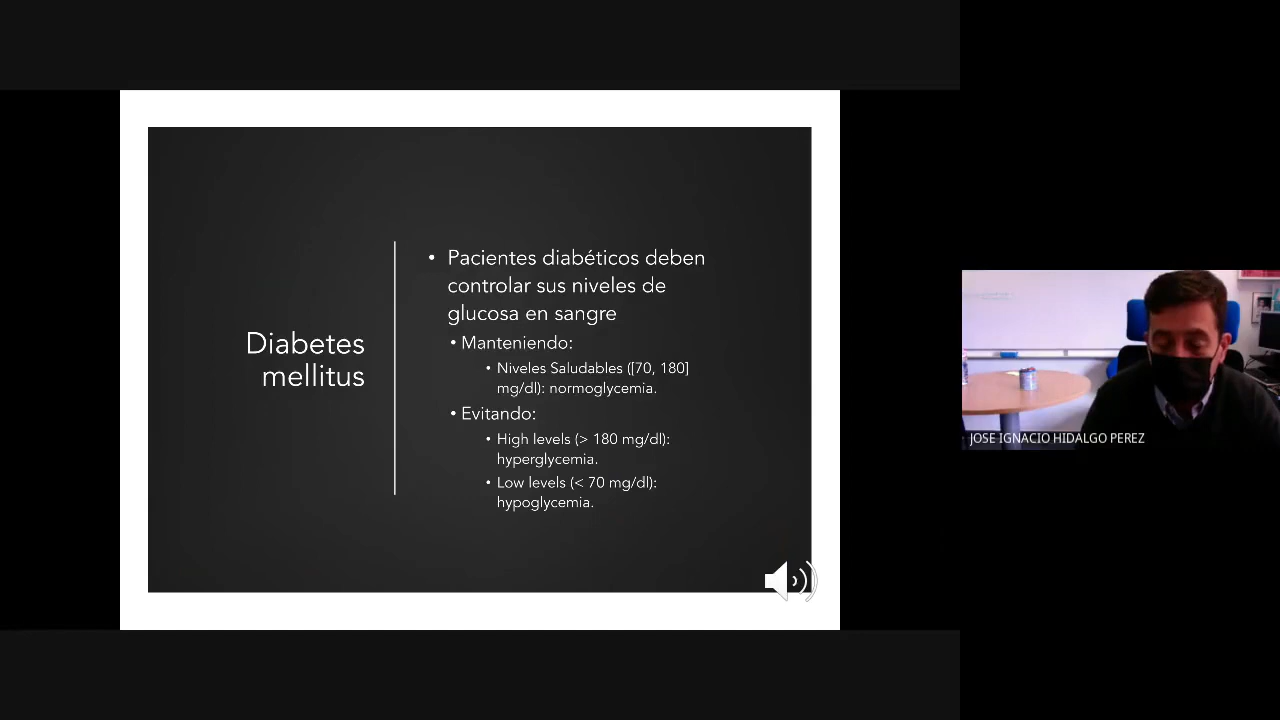 Diabetes
mellitus
• Pacientes diabéticos deben
controlar sus niveles de
glucosa en sangre
• Manteniendo:
• Niveles Saludables ([70, 180]
mg/dl): normoglycemia.
• Evitando:
• High levels (> 180 mg/dl):
hyperglycemia.
• Low levels (< 70 mg/dl):
hypoglycemia.
JOSE IGNACIO HIDALGO PEREZ